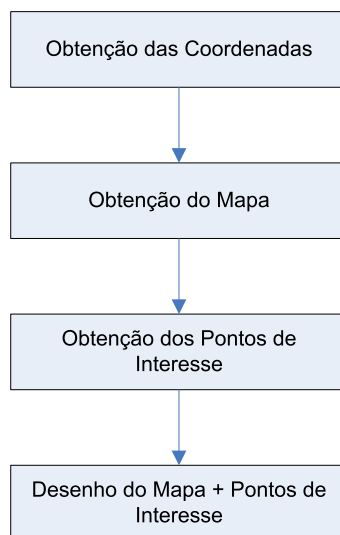 Obtenção das Coordenadas
Obtenção do Mapa
Obtenção dos Pontos de
Interesse
Desenho do Mapa + Pontos de
Interesse